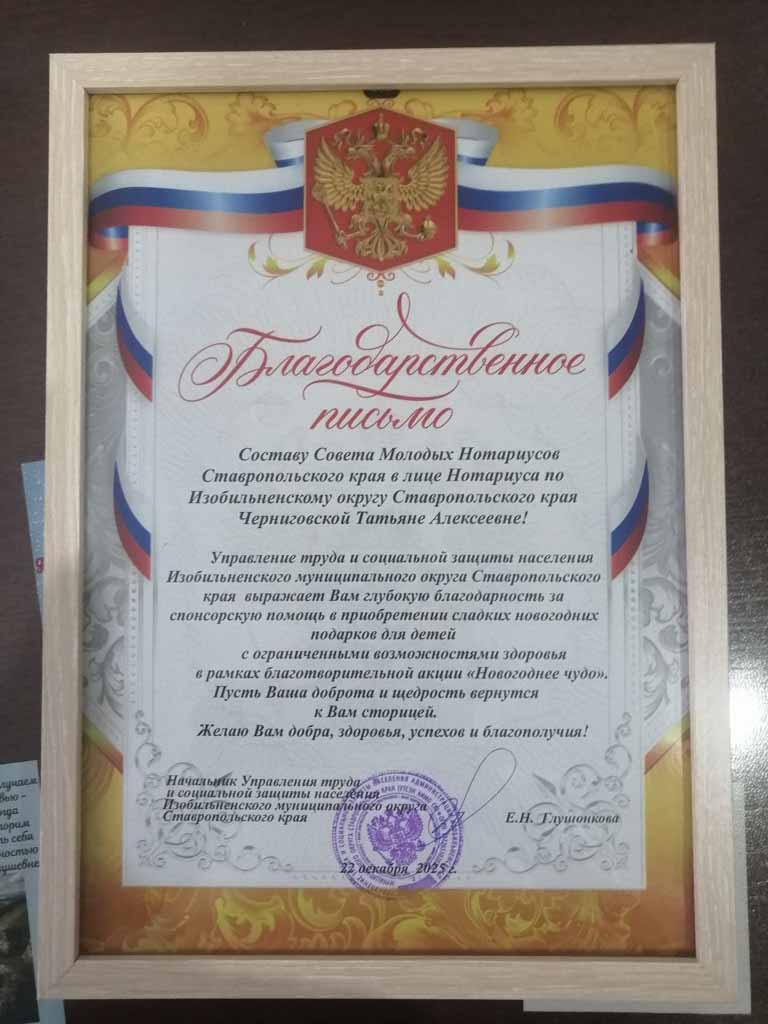 Благодарственное
письмо
Составу Совета Молодых Нотариусов
Ставропольского края в лице Нотариуса по
Изобильненскому округу Ставропольского края
Черниговской Татьяне Алексеевне!
Управление труда и социальной защиты населения
Изобильненского муниципального округа Ставропольского
края выражает Вам глубокую благодарность за
спонсорскую помощь в приобретении сладких новогодних
подарков для детей
с ограниченными возможностями здоровья
в рамках благотворительной акции «Новогоднее чудо».
Пусть Ваша доброта и щедрость вернутся
к Вам сторицей.
Желаю Вам добра, здоровья, успехов и благополучия!
Начальник Управления труда
и социальной защиты населения
Изобильненского муниципального округа
Ставропольского края
Е.Н. Глушонкова
22 декабря 2025 г.